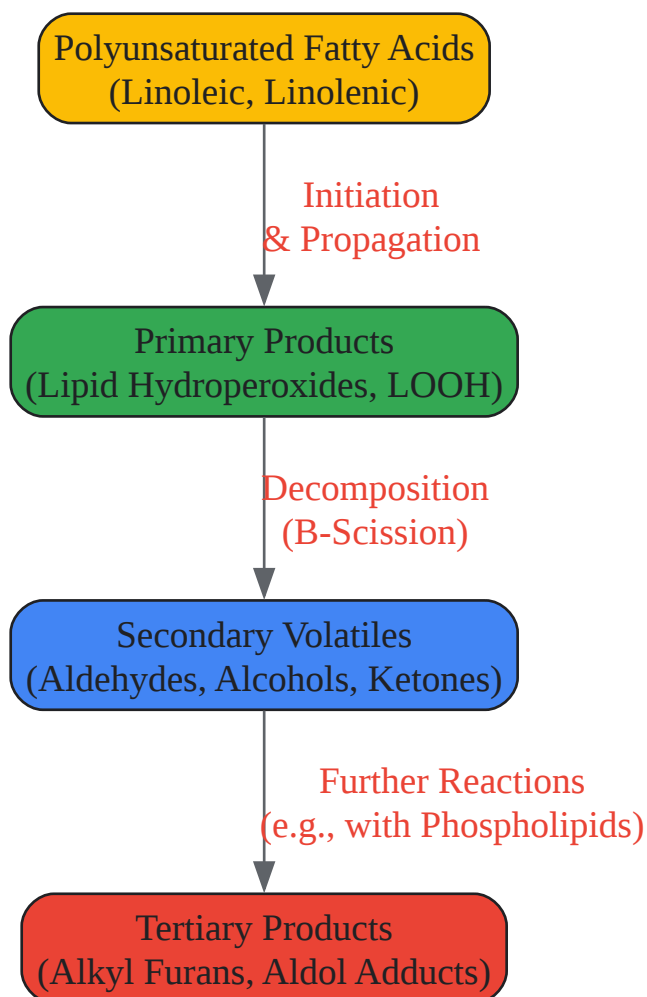 Polyunsaturated Fatty Acids
(Linoleic, Linolenic)
Initiation
& Propagation
Primary Products
(Lipid Hydroperoxides, LOOH)
Decomposition
(B-Scission)
Secondary Volatiles
(Aldehydes, Alcohols, Ketones)
Further Reactions
(e.g., with Phospholipids)
Tertiary Products
(Alkyl Furans, Aldol Adducts)